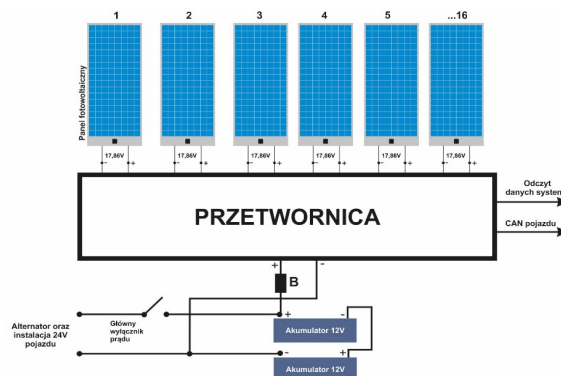 1 2 3 4 5 ...16
Panel fotowoltaiczny
17,86V 17,86V 17,86V 17,86V 17,86V 17,86V
- + - + - + - + - + - +
PRZETWORNICA
Odczyt
danych system
CAN pojazdu
+ -
B
Alternator oraz
instalacja 24V
pojazdu
Główny
wyłącznik
prądu
+ -
Akumulator 12V
- +
Akumulator 12V